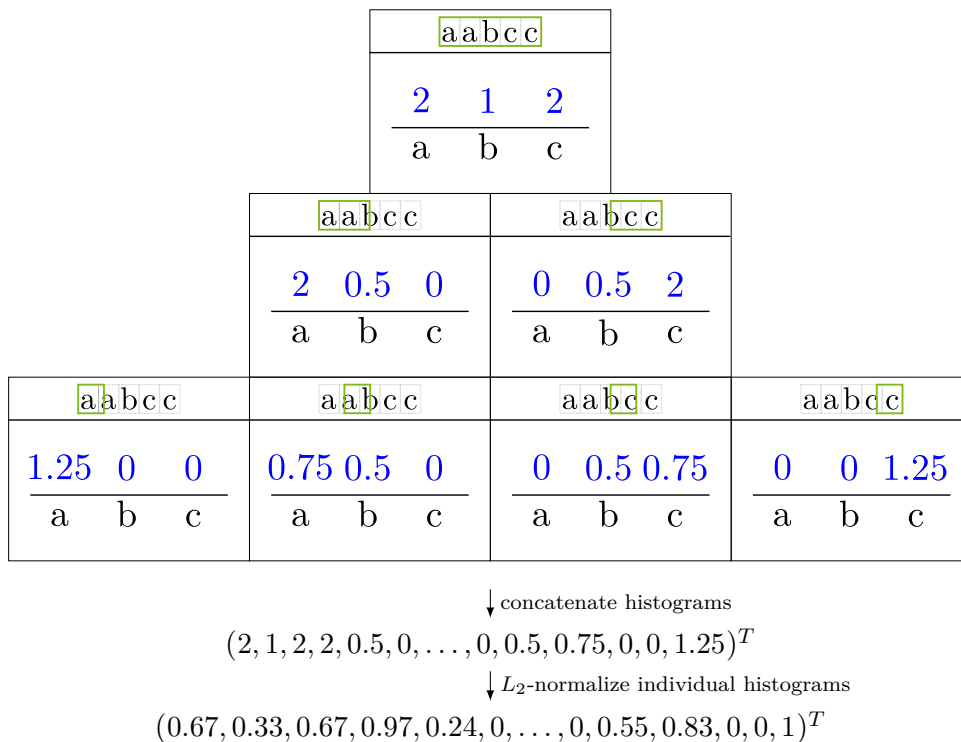 aabcc
2 1 2
a b c
aabcc aabcc
2 0.5 0 0 0.5 2
a b c a b c
aabcc aabcc aabcc aabcc
1.25 0 0 0.75 0.5 0 0 0.5 0.75 0 0 1.25
a b c a b c a b c a b c
concatenate histograms
(2, 1, 2, 2, 0.5, 0, . . . , 0, 0.5, 0.75, 0, 0, 1.25)^T
L₂-normalize individual histograms
(0.67, 0.33, 0.67, 0.97, 0.24, 0, . . . , 0, 0.55, 0.83, 0, 0, 1)^T